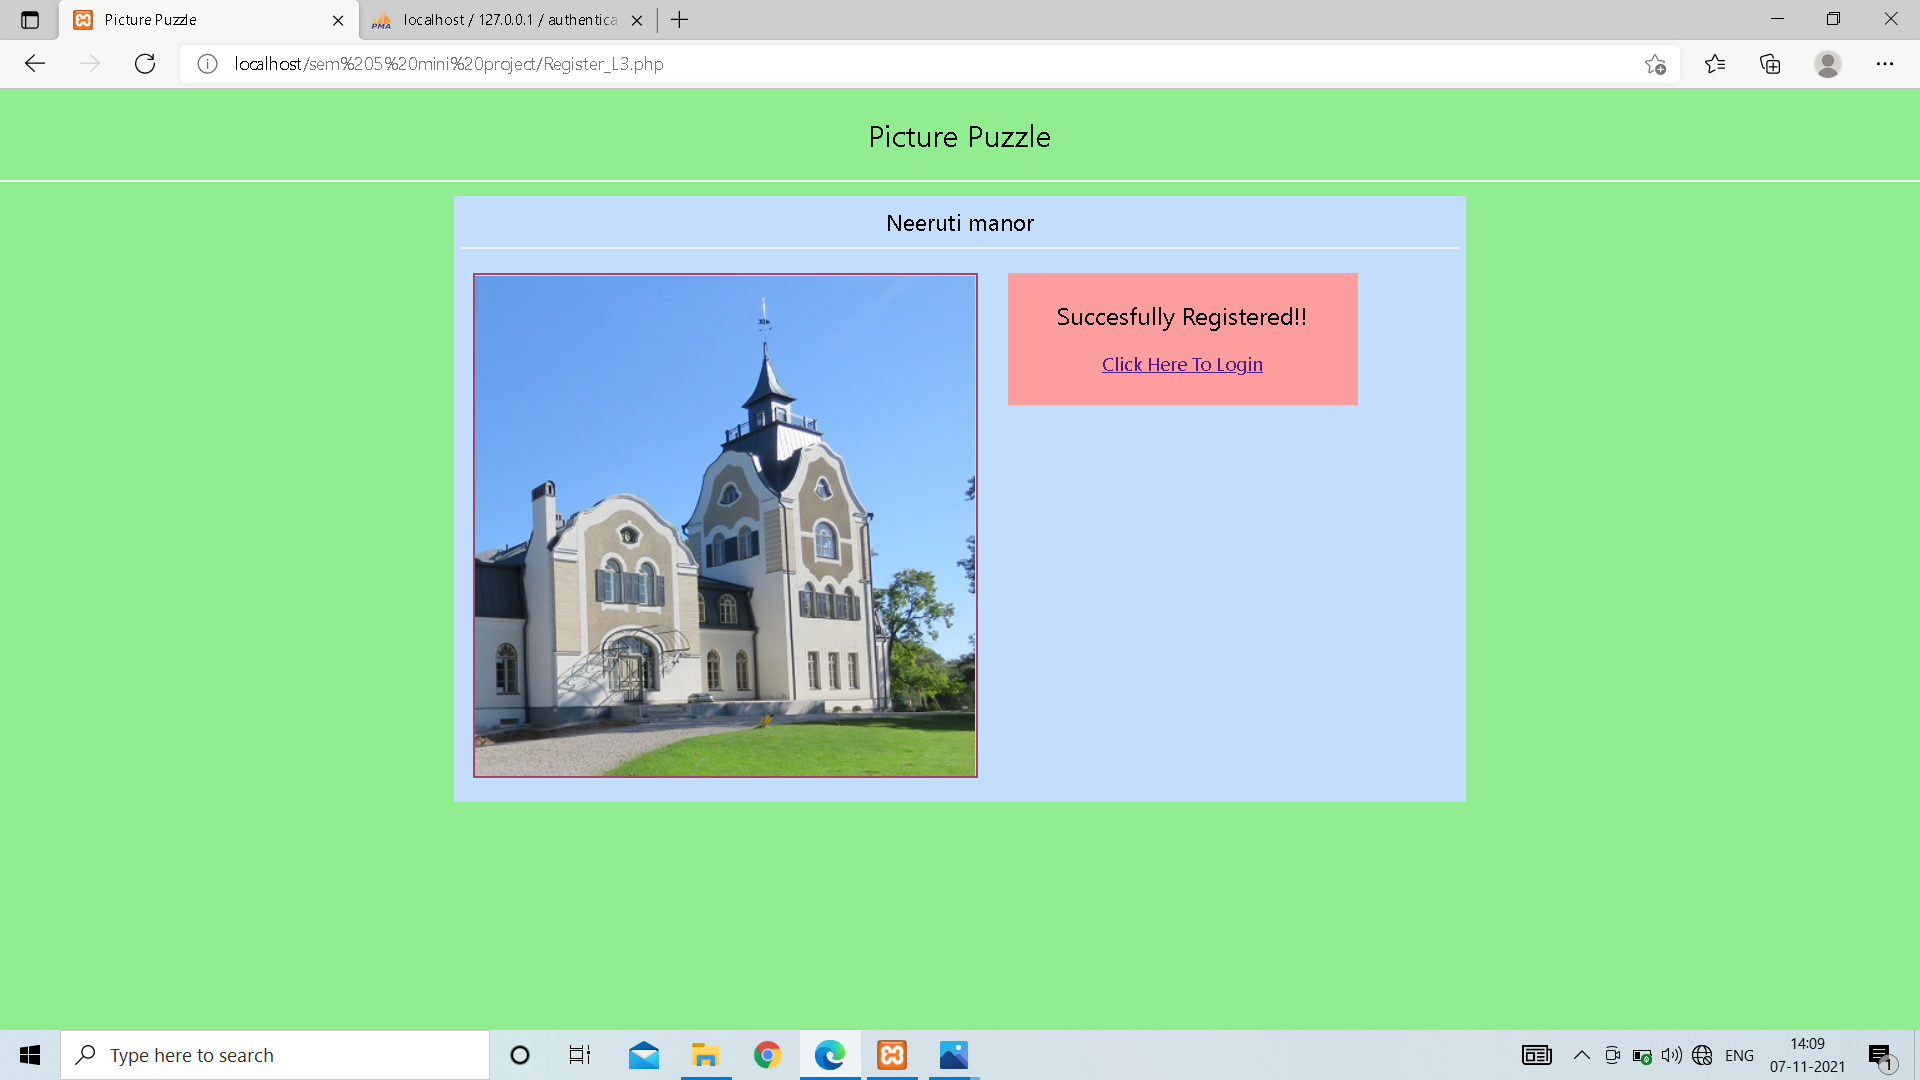 Picture Puzzle
localhost / 127.0.0.1 / authentica
localhost/sem%205%20mini%20project/Register_L3.php
Picture Puzzle
Neeruti manor
Succesfully Registered!!
Click Here To Login
Type here to search
ENG
14:09
07-11-2021
1